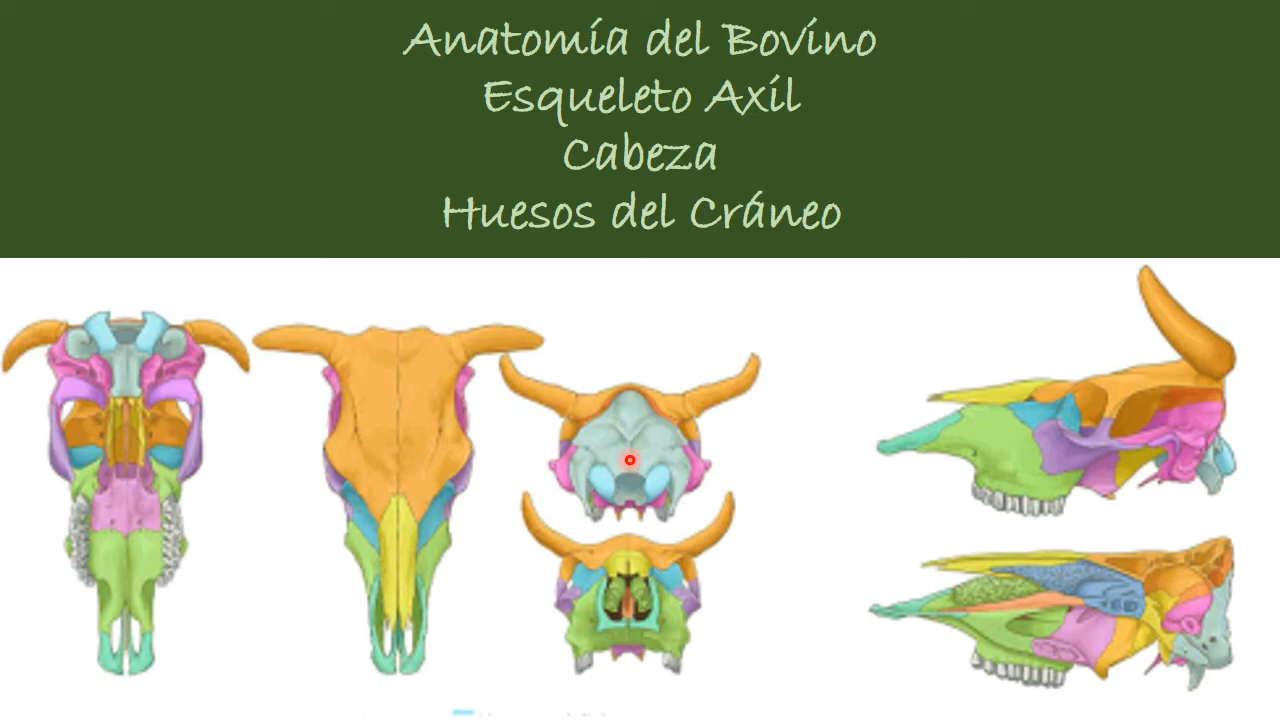 Anatomía del Bovino
Esqueleto Axil
Cabeza
Huesos del Cráneo